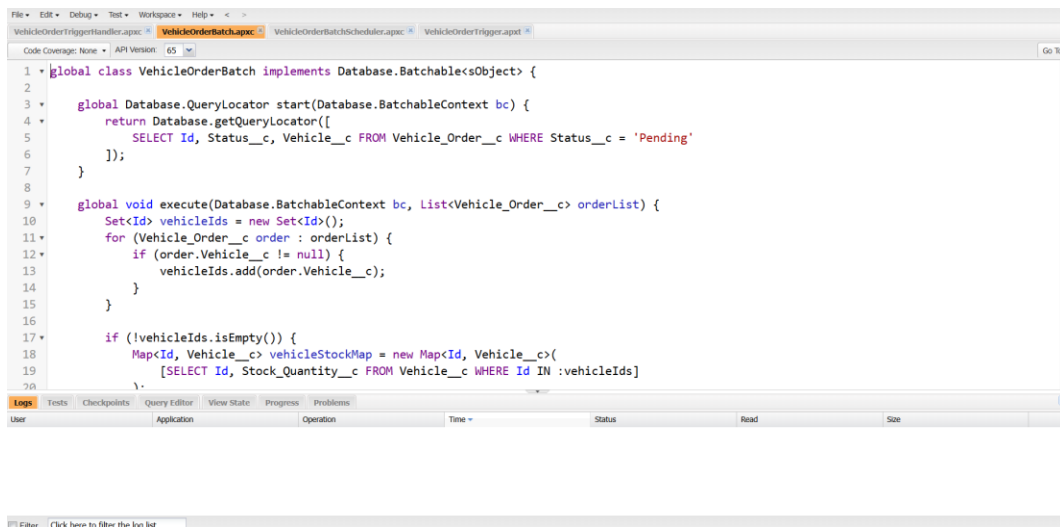 File Edit Debug Test Workspace Help < >
VehicleOrderTriggerHandler.apxc VehicleOrderBatch.apxc VehicleOrderBatchScheduler.apxc VehicleOrderTrigger.apxt
Code Coverage: None API Version: 65 Go To
1 global class VehicleOrderBatch implements Database.Batchable<sObject> {
2
3 global Database.QueryLocator start(Database.BatchableContext bc) {
4 return Database.getQueryLocator([
5 SELECT Id, Status__c, Vehicle__c FROM Vehicle_Order__c WHERE Status__c = 'Pending'
6 ]);
7 }
8
9 global void execute(Database.BatchableContext bc, List<Vehicle_Order__c> orderList) {
10 Set<Id> vehicleIds = new Set<Id>();
11 for (Vehicle_Order__c order : orderList) {
12 if (order.Vehicle__c != null) {
13 vehicleIds.add(order.Vehicle__c);
14 }
15 }
16
17 if (!vehicleIds.isEmpty()) {
18 Map<Id, Vehicle__c> vehicleStockMap = new Map<Id, Vehicle__c>(
19 [SELECT Id, Stock_Quantity__c FROM Vehicle__c WHERE Id IN :vehicleIds]
20 );
Logs Tests Checkpoints Query Editor View State Progress Problems
User Application Operation Time Status Read Size
Filter Click here to filter the log list